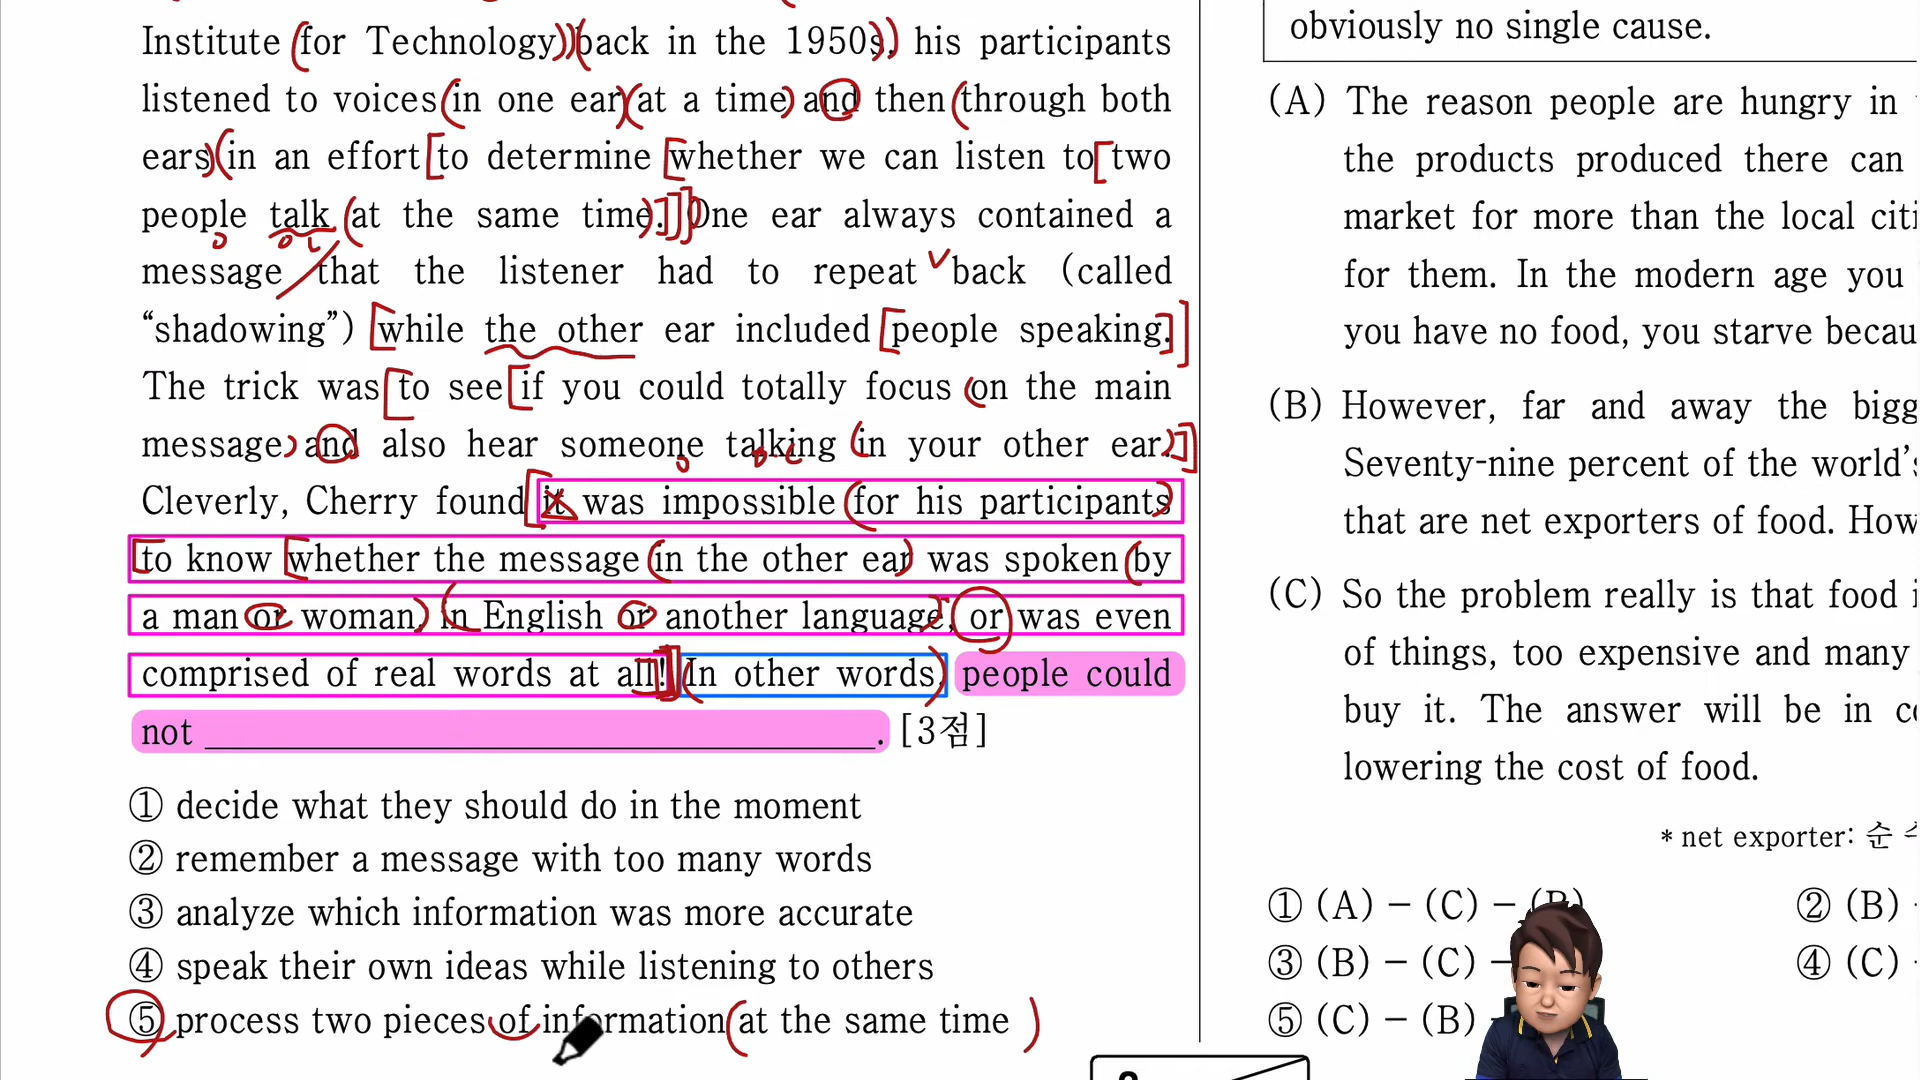 Institute for Technology back in the 1950s, his participants
listened to voices in one ear at a time and then through both
ears in an effort to determine whether we can listen to two
people talk at the same time. One ear always contained a
message that the listener had to repeat back (called
“shadowing”) while the other ear included people speaking.
The trick was to see if you could totally focus on the main
message and also hear someone talking in your other ear.
Cleverly, Cherry found it was impossible for his participants
to know whether the message in the other ear was spoken by
a man or woman, in English or another language, or was even
comprised of real words at all! In other words, people could
not ______________________________. [3점]
① decide what they should do in the moment
② remember a message with too many words
③ analyze which information was more accurate
④ speak their own ideas while listening to others
⑤ process two pieces of information at the same time
obviously no single cause.
(A) The reason people are hungry in
the products produced there can
market for more than the local
for them. In the modern age you
you have no food, you starve
(B) However, far and away the
Seventy-nine percent of the world’s
that are net exporters of food.
(C) So the problem really is that food
of things, too expensive and many
buy it. The answer will be in
lowering the cost of food.
* net exporter: 순
① (A) － (C) － (B) ② (B)
③ (B) － (C) － ④ (C)
⑤ (C) － (B)